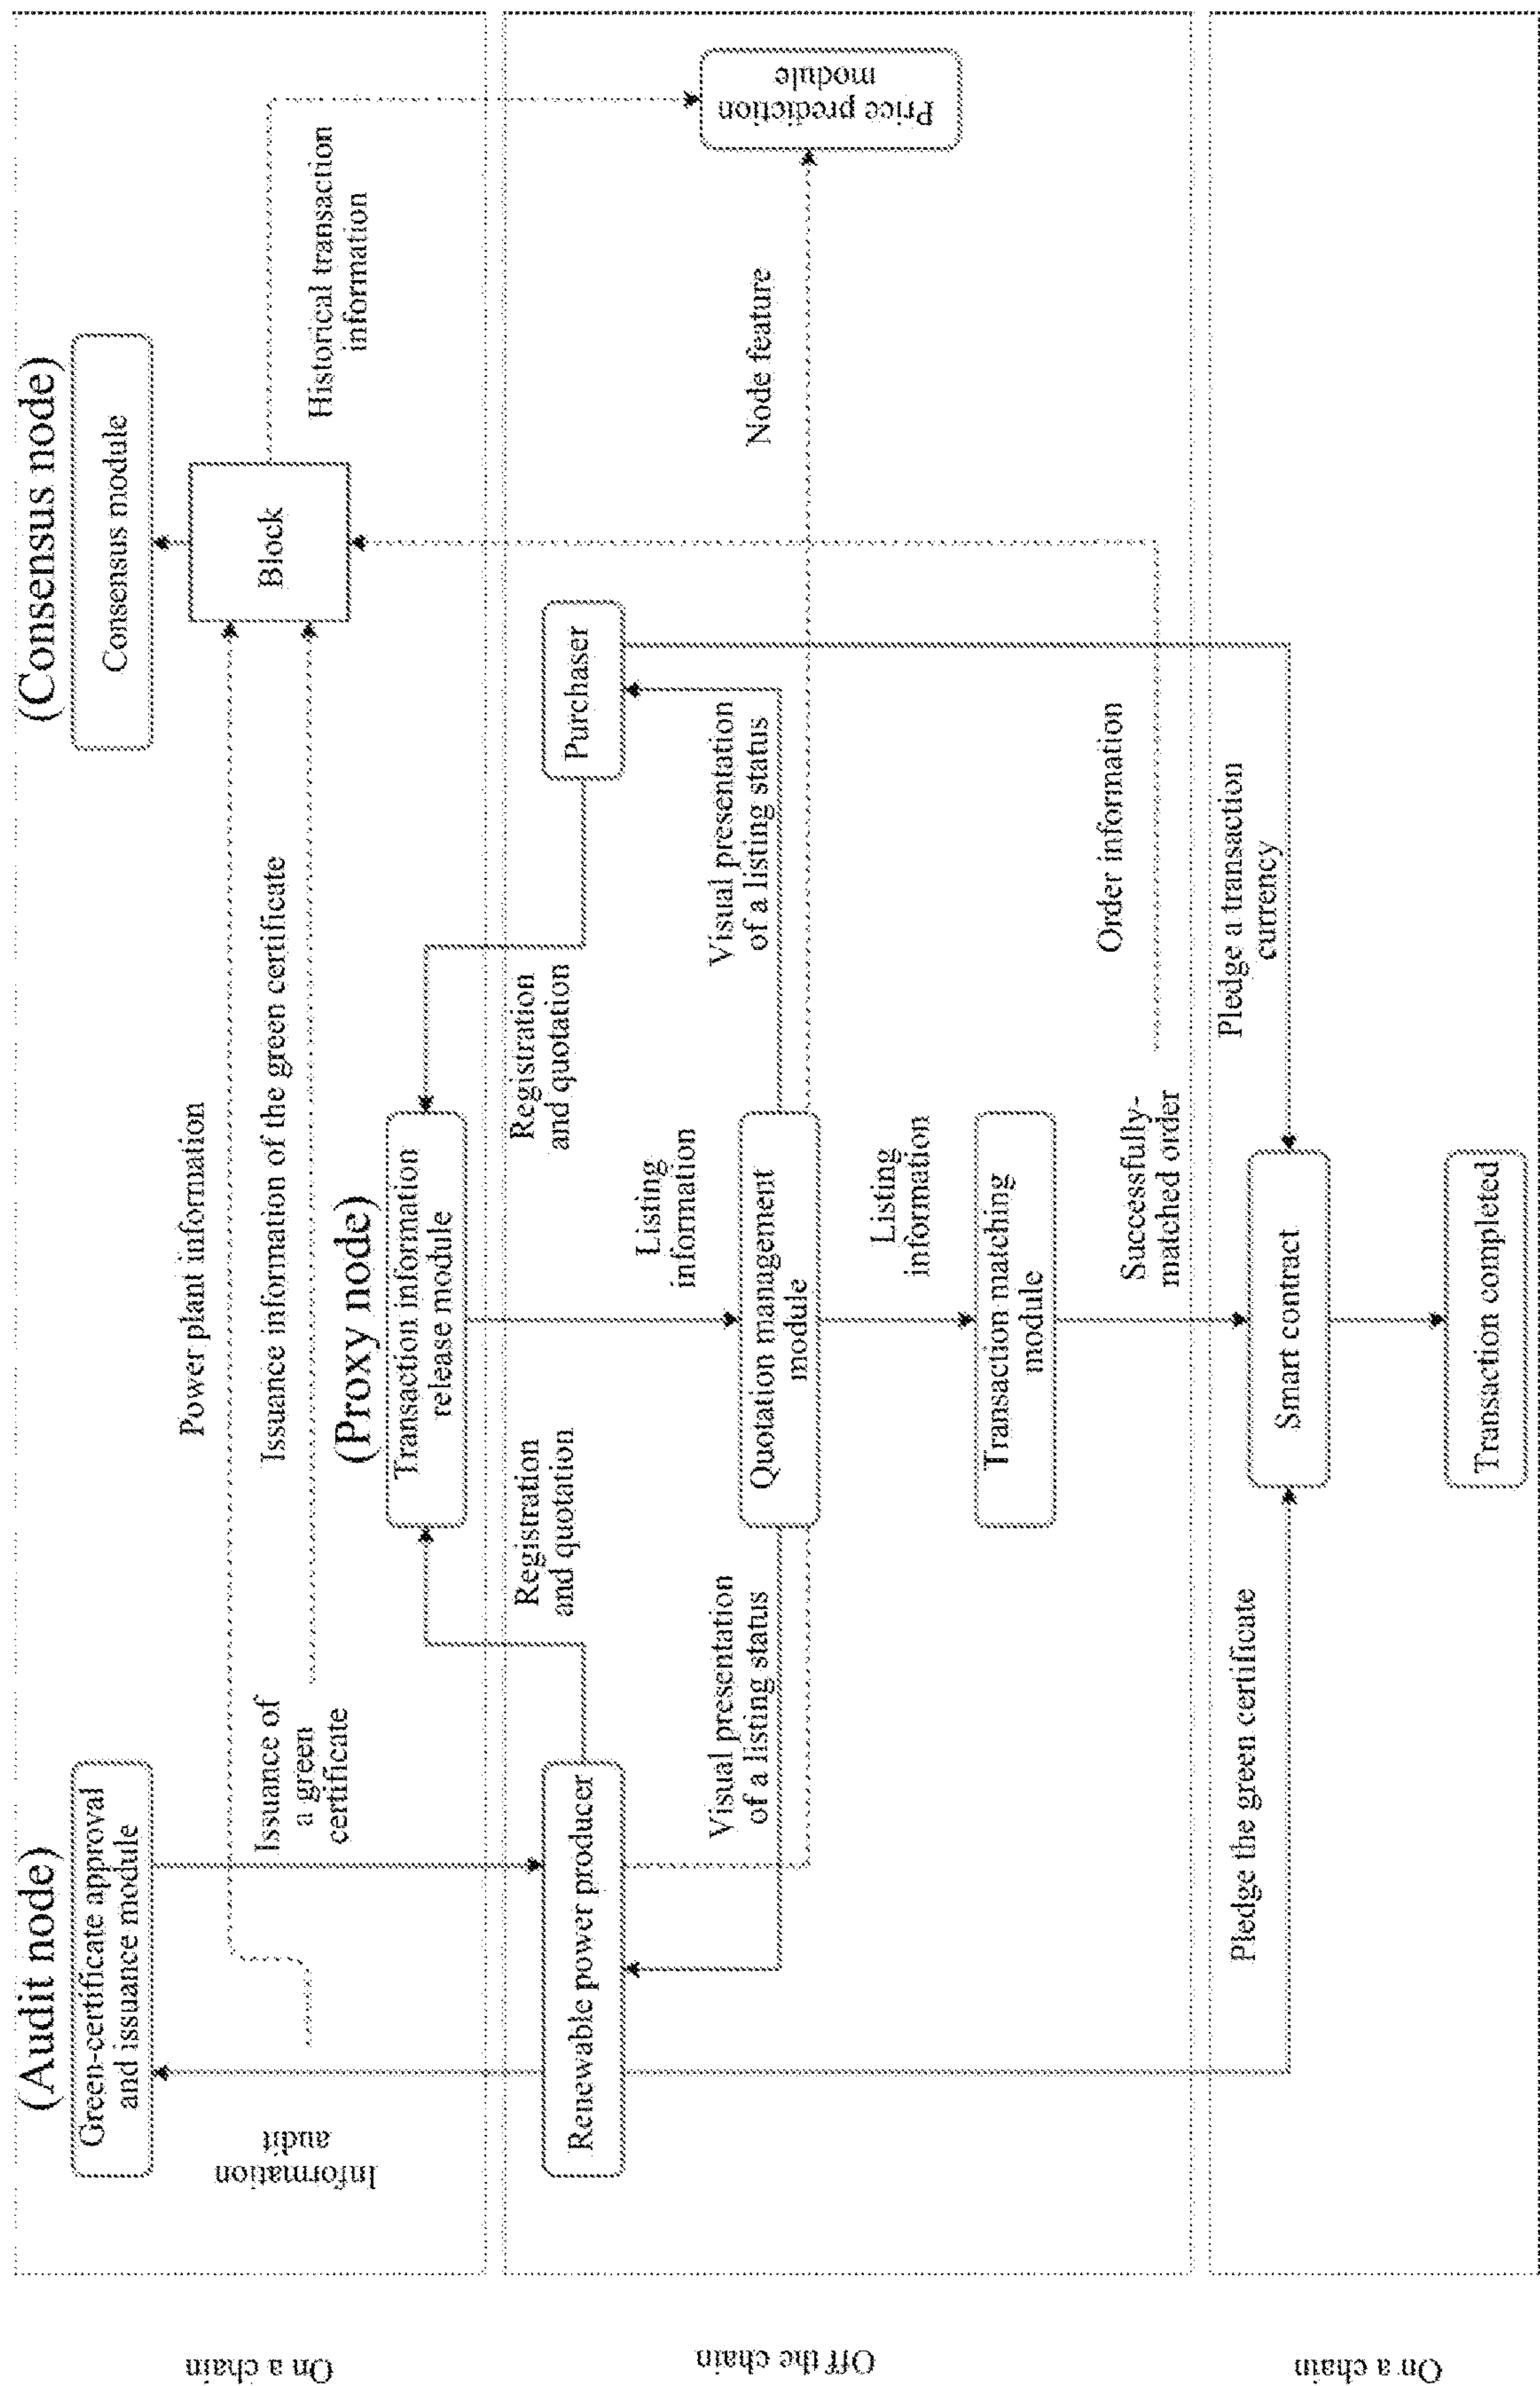 (Audit node)
Green-certificate approval
and issuance module
(Consensus node)
Consensus module
Power plant information
Issuance information of the green certificate
Block
Historical transaction
information
Information
audit
Issuance of
a green
certificate
(Proxy node)
Transaction information
release module
On a chain
Registration
and quotation
Registration
and quotation
Renewable power producer
Purchaser
Listing
information
Visual presentation
of a listing status
Quotation management
module
Visual presentation
of a listing status
Node feature
Price prediction
module
Off the chain
Listing
information
Transaction matching
module
Successfully-
matched order
Order information
Pledge the green certificate
Pledge a transaction
currency
Smart contract
On a chain
Transaction completed